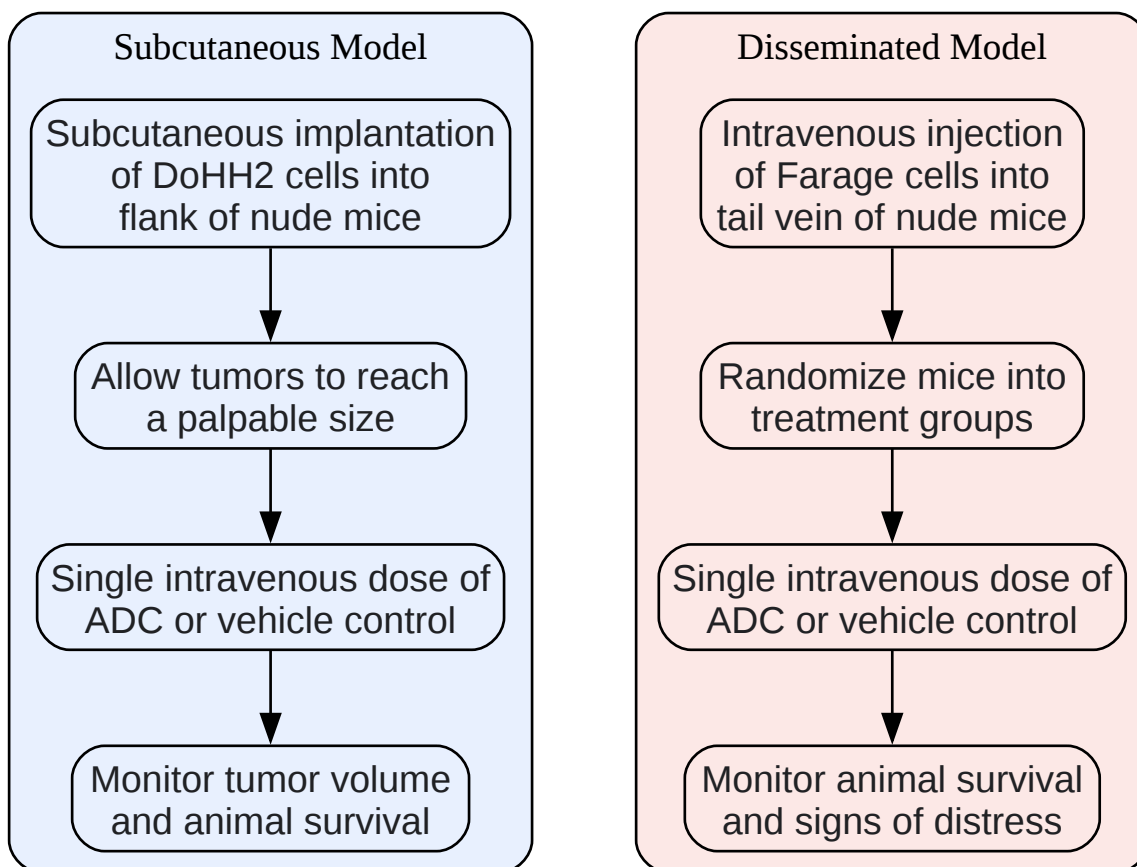 Subcutaneous Model
Subcutaneous implantation
of DoHH2 cells into
flank of nude mice
Allow tumors to reach
a palpable size
Single intravenous dose of
ADC or vehicle control
Monitor tumor volume
and animal survival
Disseminated Model
Intravenous injection
of Farage cells into
tail vein of nude mice
Randomize mice into
treatment groups
Single intravenous dose of
ADC or vehicle control
Monitor animal survival
and signs of distress